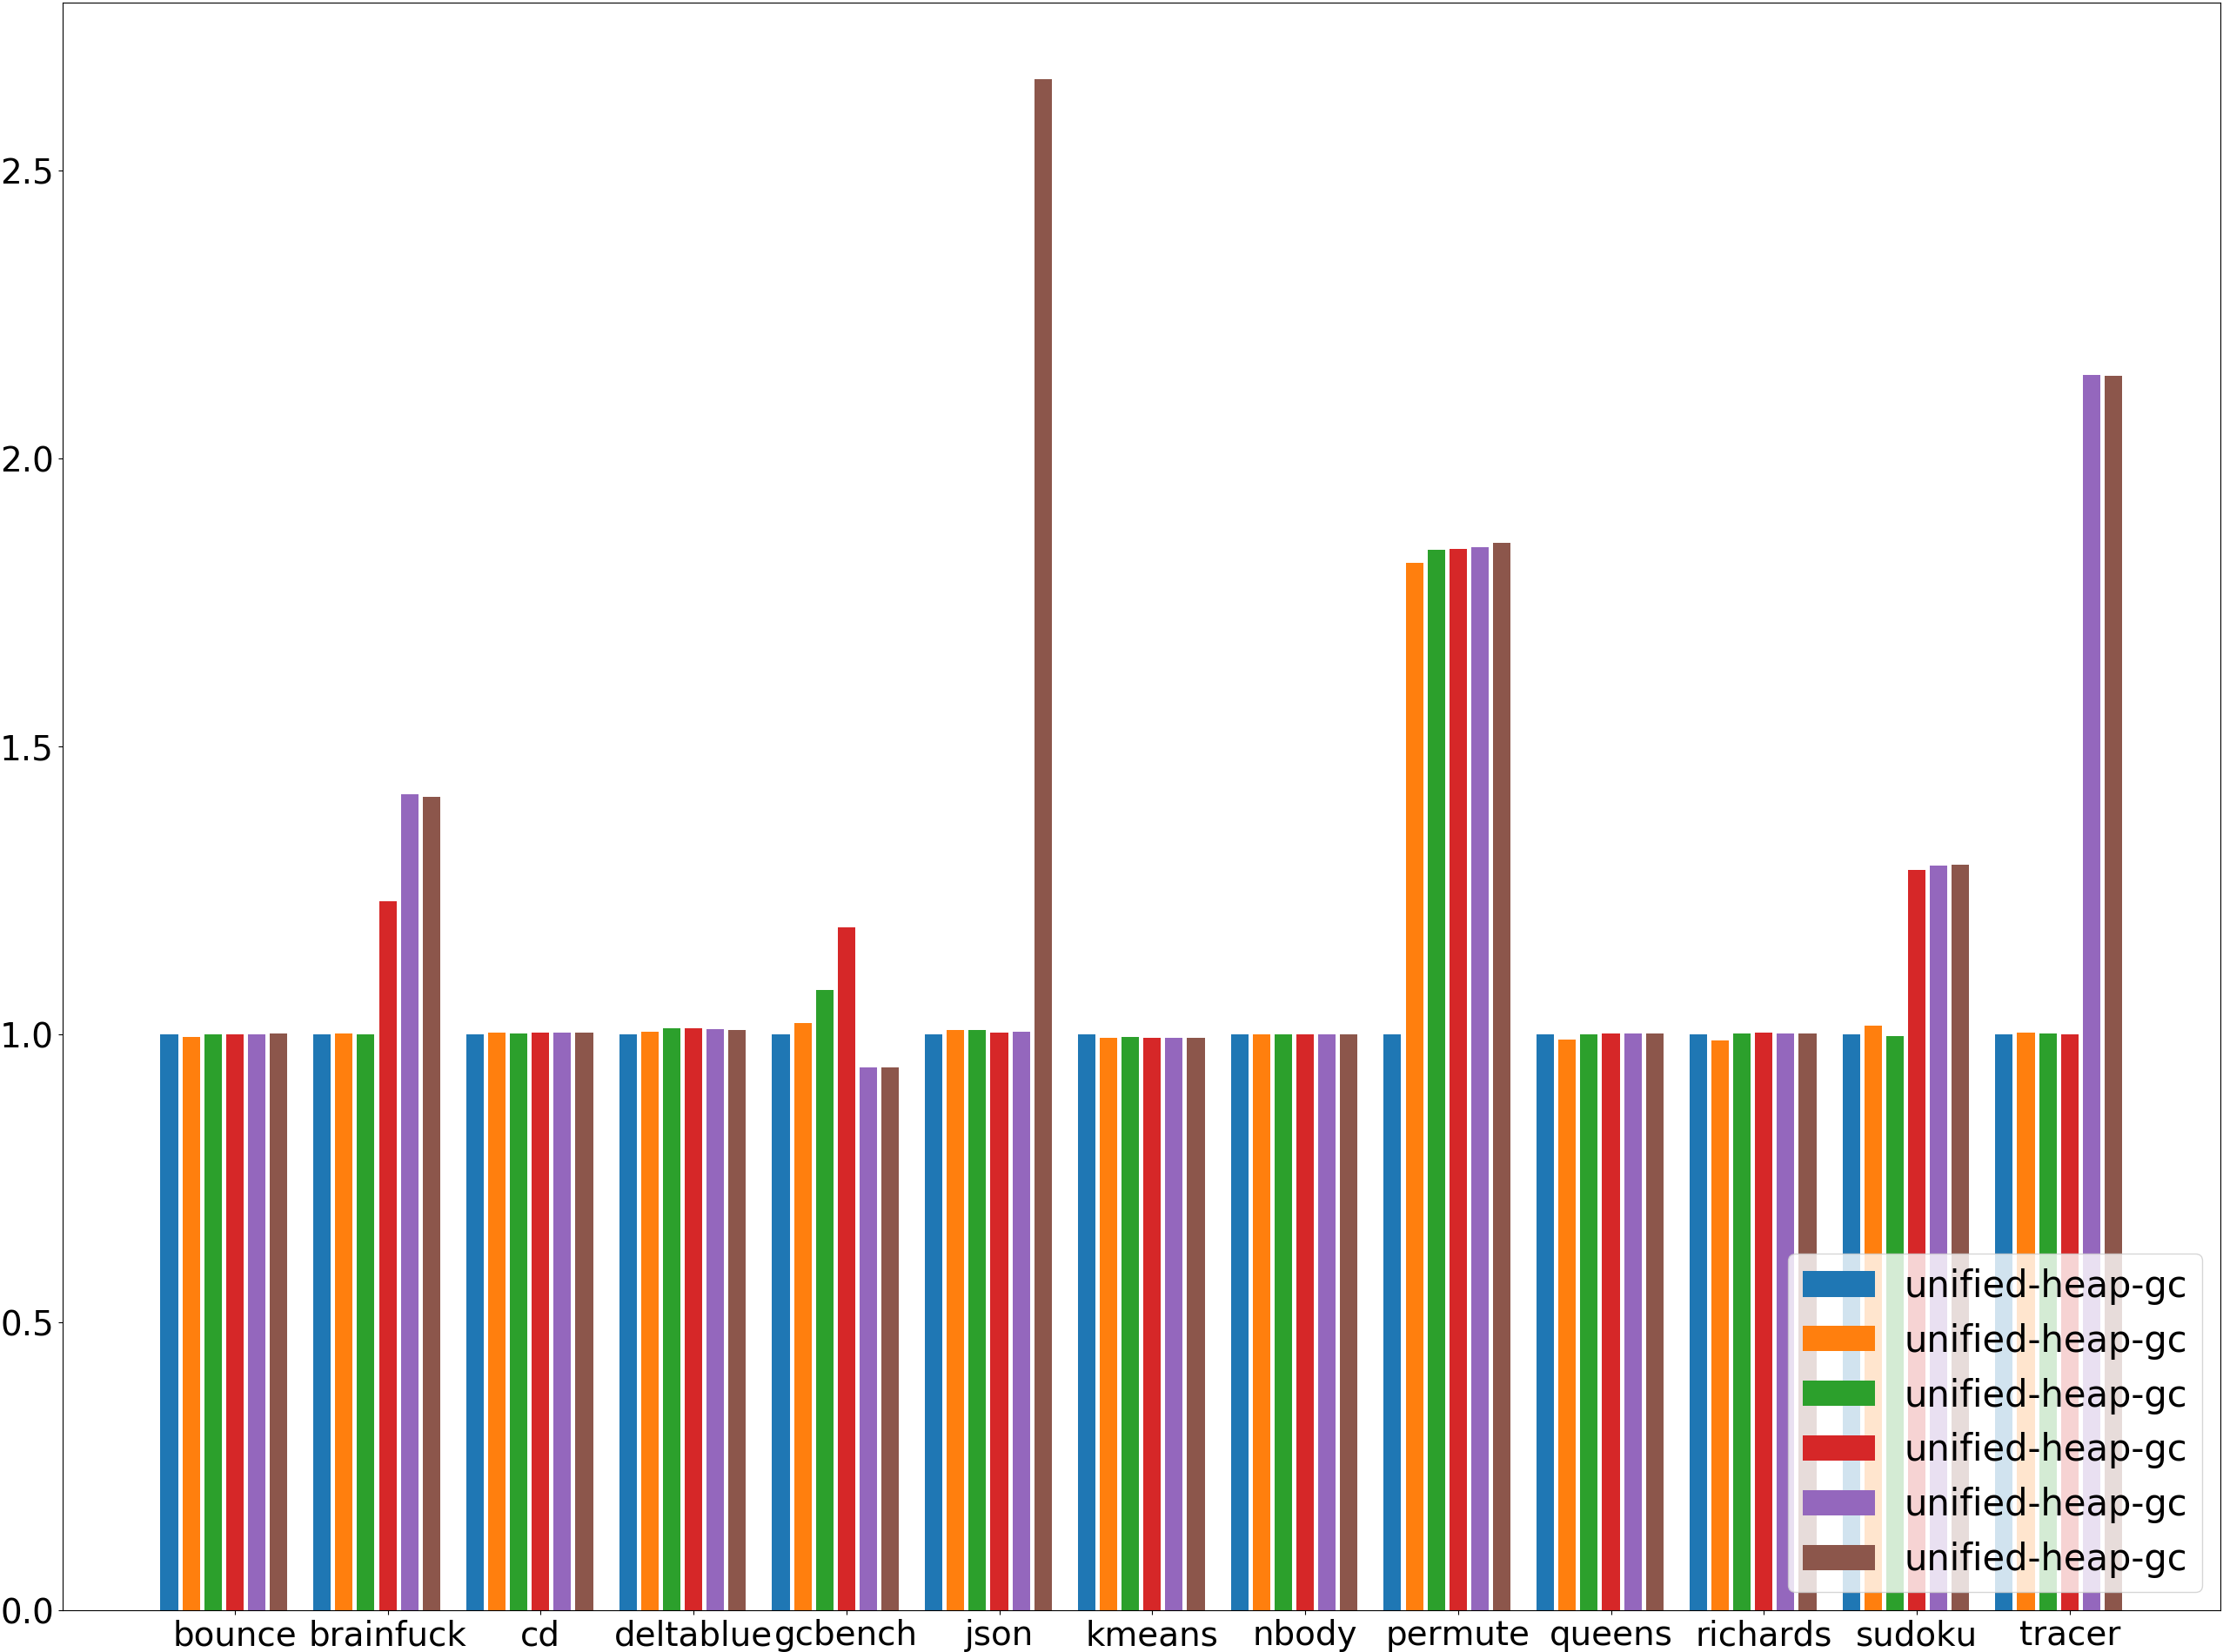 2.5
2.0
1.5
1.0
0.5
0.0
bounce brainfuck cd deltablue gcbench json kmeans nbody permute queens richards sudoku tracer
unified-heap-gc
unified-heap-gc
unified-heap-gc
unified-heap-gc
unified-heap-gc
unified-heap-gc